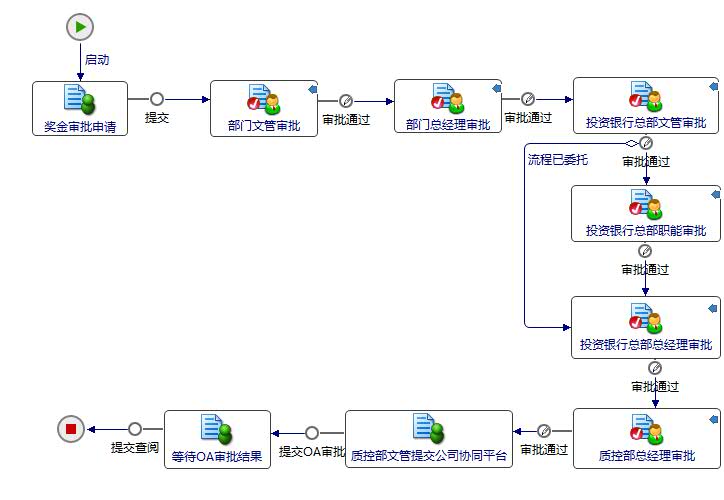 启动
奖金审批申请
提交
部门文管审批
审批通过
部门总经理审批
审批通过
投资银行总部文管审批
流程已委托
审批通过
投资银行总部职能审批
审批通过
投资银行总部总经理审批
审批通过
质控部总经理审批
审批通过
质控部文管提交公司协同平台
提交OA审批
等待OA审批结果
提交查阅